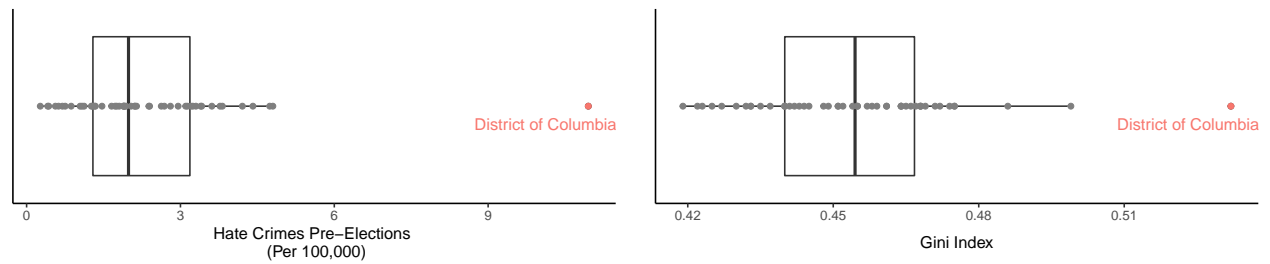 District of Columbia
0 3 6 9
Hate Crimes Pre−Elections
(Per 100,000)
District of Columbia
0.42 0.45 0.48 0.51
Gini Index